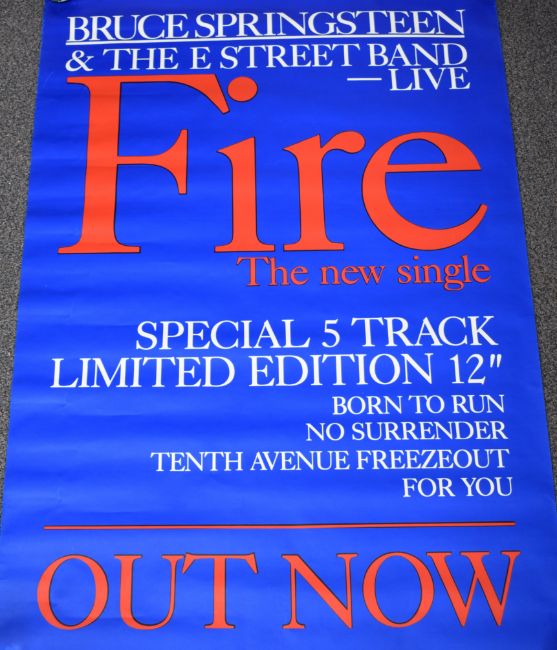 BRUCE SPRINGSTEEN
& THE E STREET BAND
—LIVE
Fire
The new single
SPECIAL 5 TRACK
LIMITED EDITION 12"
BORN TO RUN
NO SURRENDER
TENTH AVENUE FREEZEOUT
FOR YOU
OUT NOW